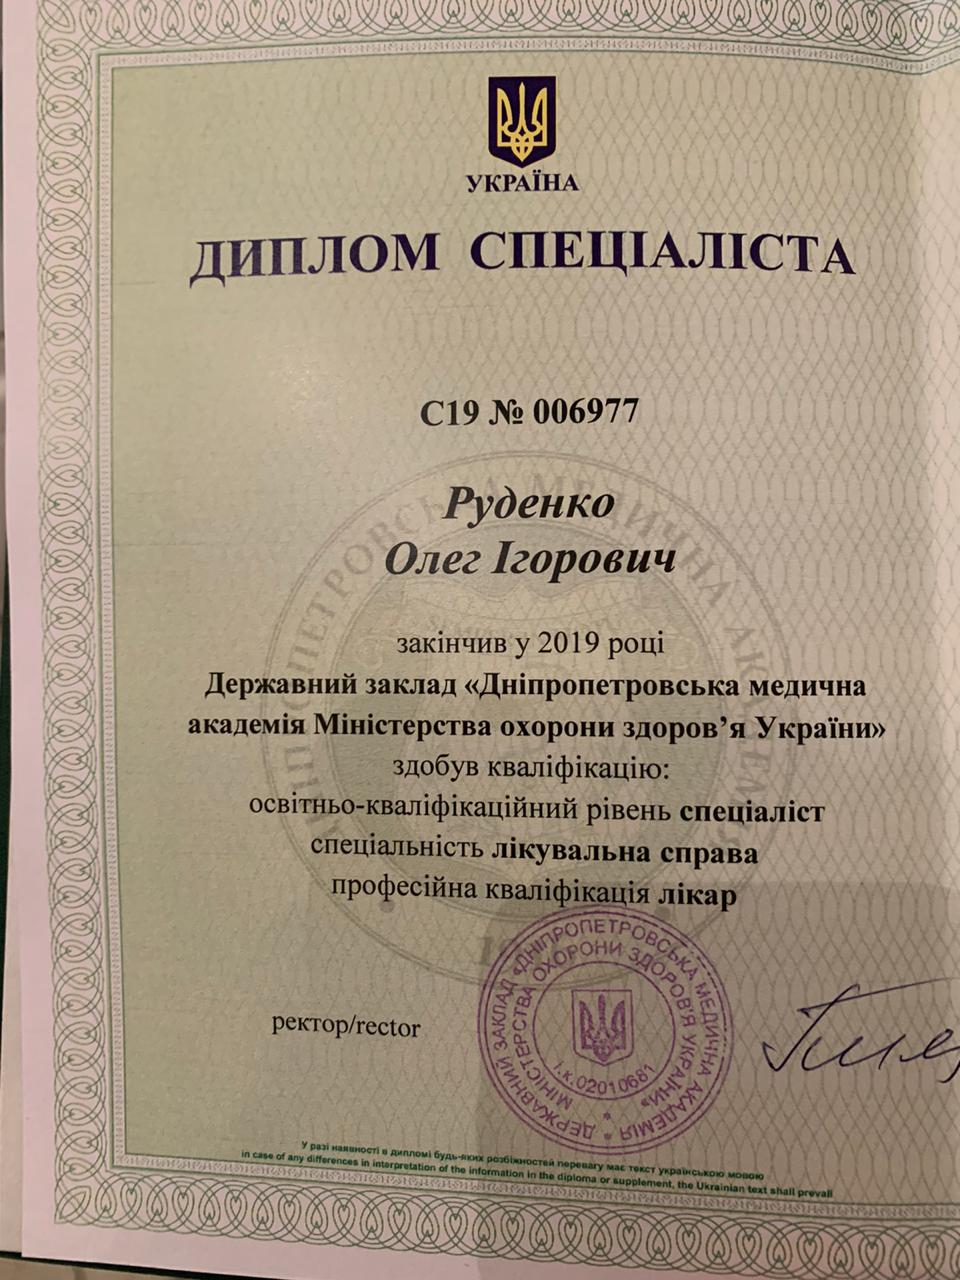 УКРАЇНА
ДИПЛОМ СПЕЦІАЛІСТА
С19 № 006977
Руденко
Олег Ігорович
закінчив у 2019 році
Державний заклад «Дніпропетровська медична
академія Міністерства охорони здоров’я України»
здобув кваліфікацію:
освітньо-кваліфікаційний рівень спеціаліст
спеціальність лікувальна справа
професійна кваліфікація лікар
ректор/rector
ДЕРЖАВНИЙ ЗАКЛАД «ДНІПРОПЕТРОВСЬКА МЕДИЧНА АКАДЕМІЯ
МІНІСТЕРСТВА ОХОРОНИ ЗДОРОВ'Я УКРАЇНИ»
і.к.02010681
У разі наявності в дипломі будь-яких розбіжностей перевагу має текст українською мовою
in case of any differences in interpretation of the information in the diploma or supplement, the Ukrainian text shall prevail